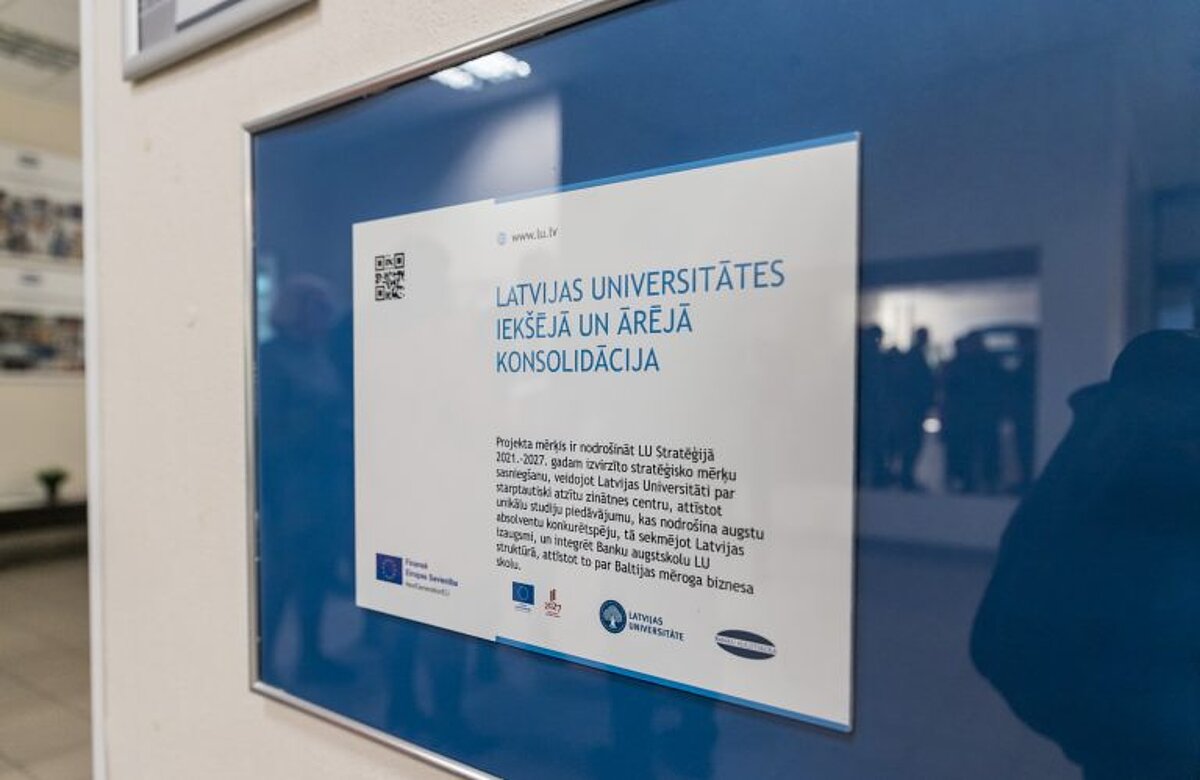 www.lu.lv
LATVIJAS UNIVERSITĀTES
IEKŠĒJĀ UN ĀRĒJĀ
KONSOLIDĀCIJA
Projekta mērķis ir nodrošināt LU Stratēģijā
2021.-2027. gadam izvirzīto stratēģisko mērķu
sasniegšanu, veidojot Latvijas Universitāti par
starptautiski atzītu zinātnes centru, attīstot
unikālu studiju piedāvājumu, kas nodrošina augstu
absolventu konkurētspēju, tā sekmējot Latvijas
izaugsmi, un integrēt Banku augstskolu LU
struktūrā, attīstot to par Baltijas mēroga biznesa
skolu.
Finansē
Eiropas Savienība
NextGenerationEU
2027
LATVIJAS
UNIVERSITĀTE